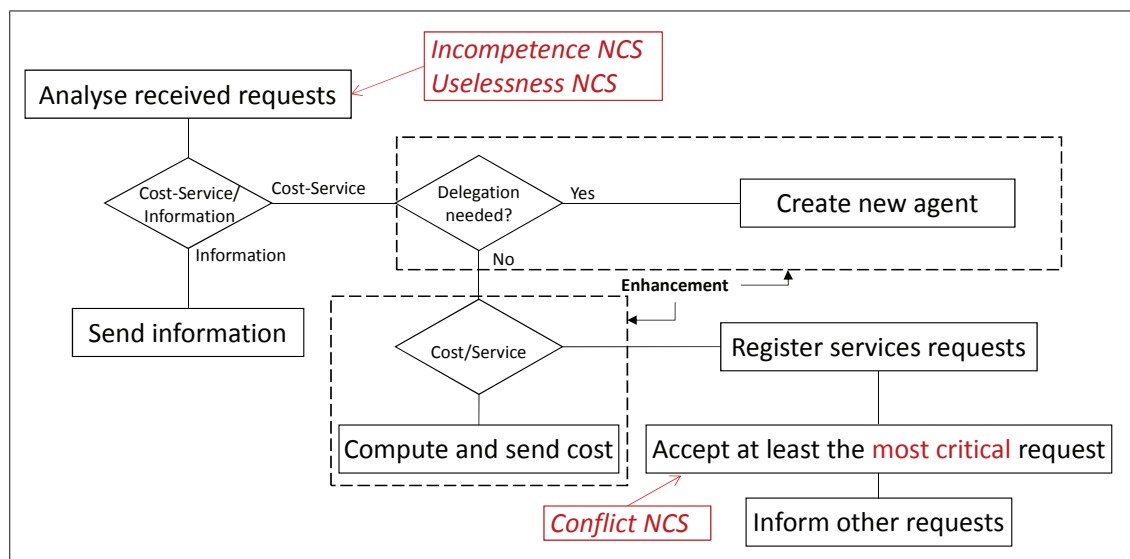 Incompetence NCS
Uselessness NCS
Analyse received requests
Cost-Service/
Information
Cost-Service
Delegation
needed?
Yes
Create new agent
Information
No
Enhancement
Send information
Cost/Service
Register services requests
Compute and send cost
Accept at least the most critical request
Conflict NCS
Inform other requests